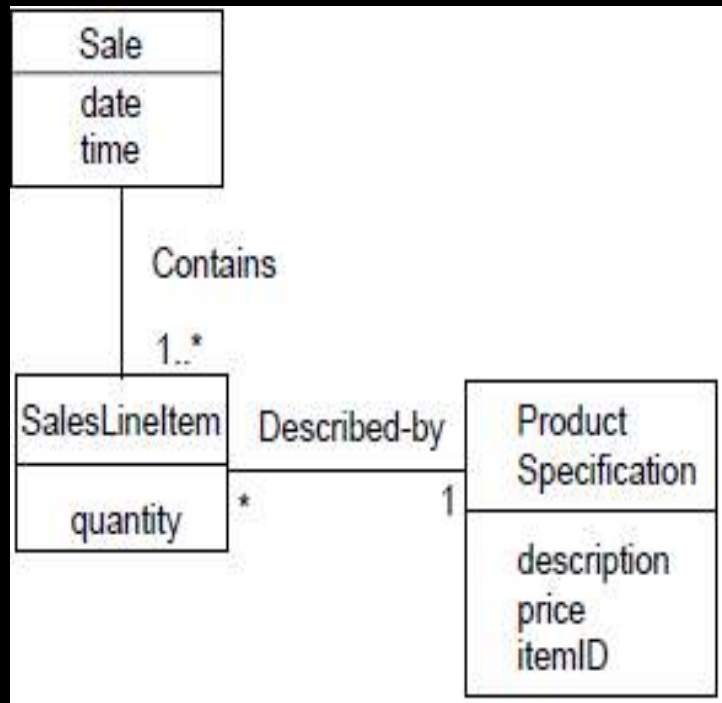 Sale
date
time
Contains
1..*
SalesLineItem
quantity
Described-by
*
1
Product
Specification
description
price
itemID